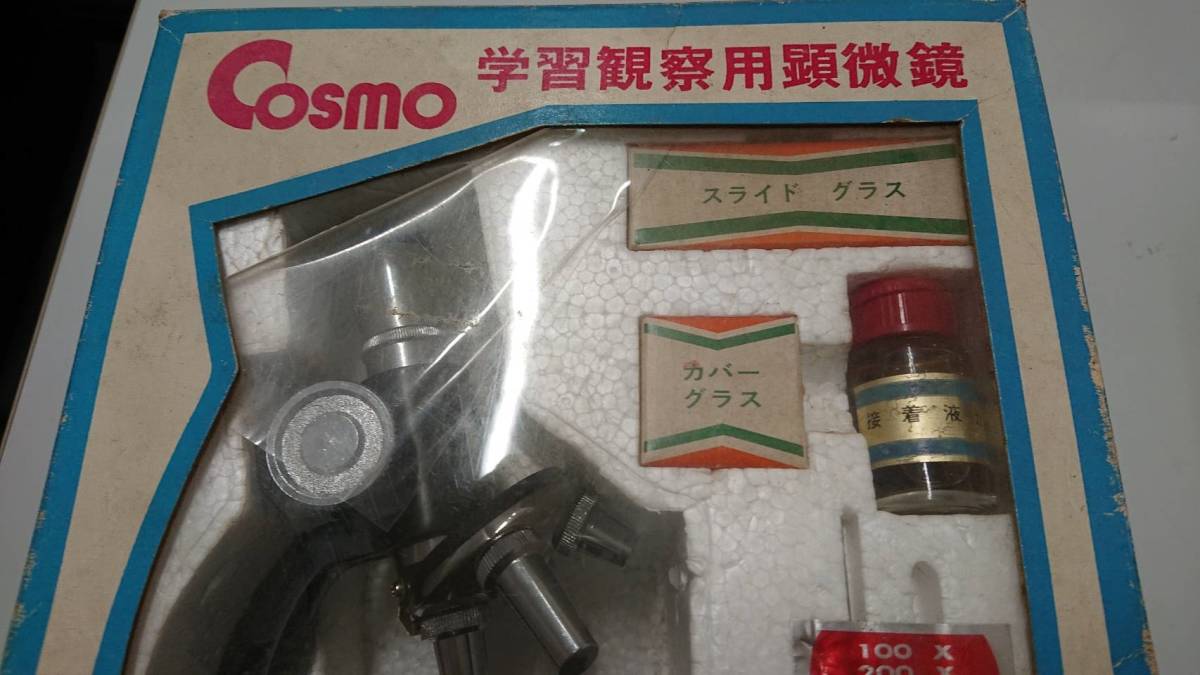 Cosmo 学習観察用顕微鏡
スライド グラス
カバー
グラス
接着液
100 X
200 X